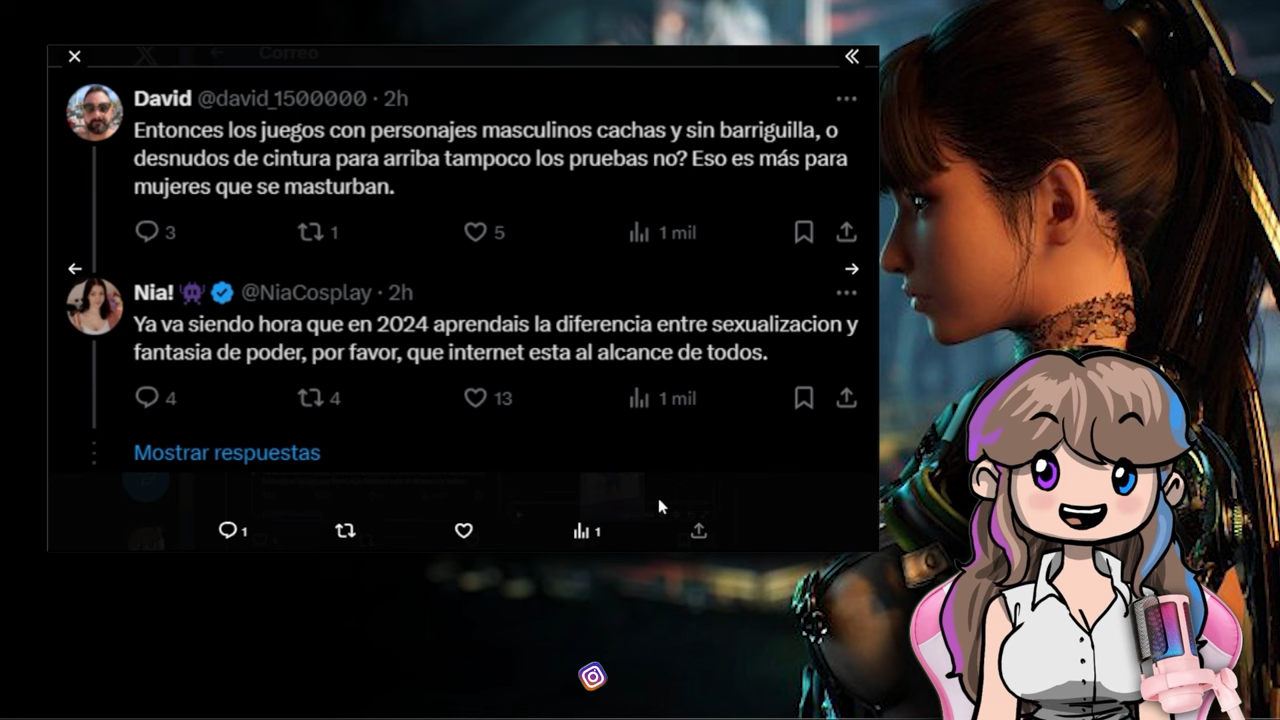 Correo
David @david_1500000 · 2h
Entonces los juegos con personajes masculinos cachas y sin barriguilla, o
desnudos de cintura para arriba tampoco los pruebas no? Eso es más para
mujeres que se masturban.
3 1 5 1 mil
Nia! @NiaCosplay · 2h
Ya va siendo hora que en 2024 aprendais la diferencia entre sexualizacion y
fantasia de poder, por favor, que internet esta al alcance de todos.
4 4 13 1 mil
Mostrar respuestas
1 1